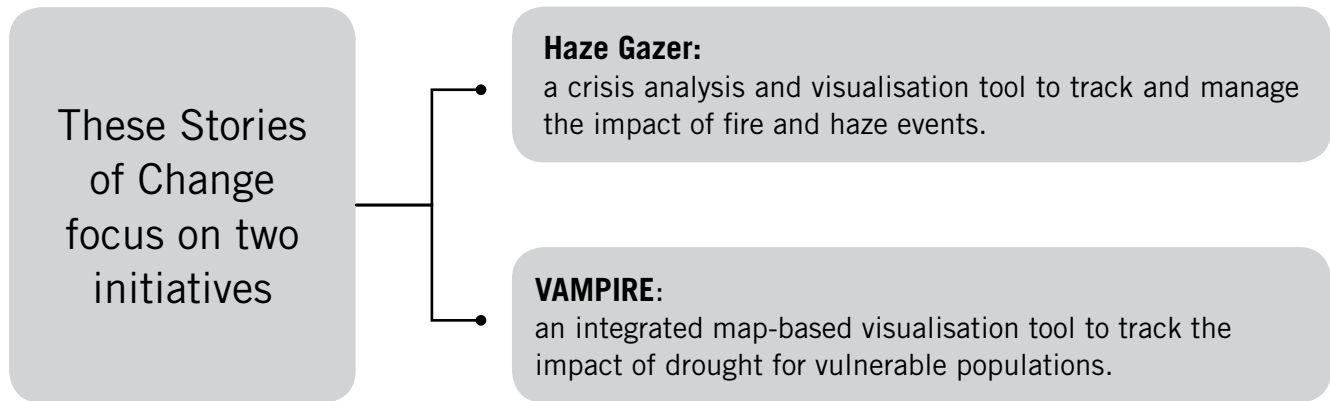 These Stories
of Change
focus on two
initiatives
Haze Gazer:
a crisis analysis and visualisation tool to track and manage
the impact of fire and haze events.
VAMPIRE:
an integrated map-based visualisation tool to track the
impact of drought for vulnerable populations.